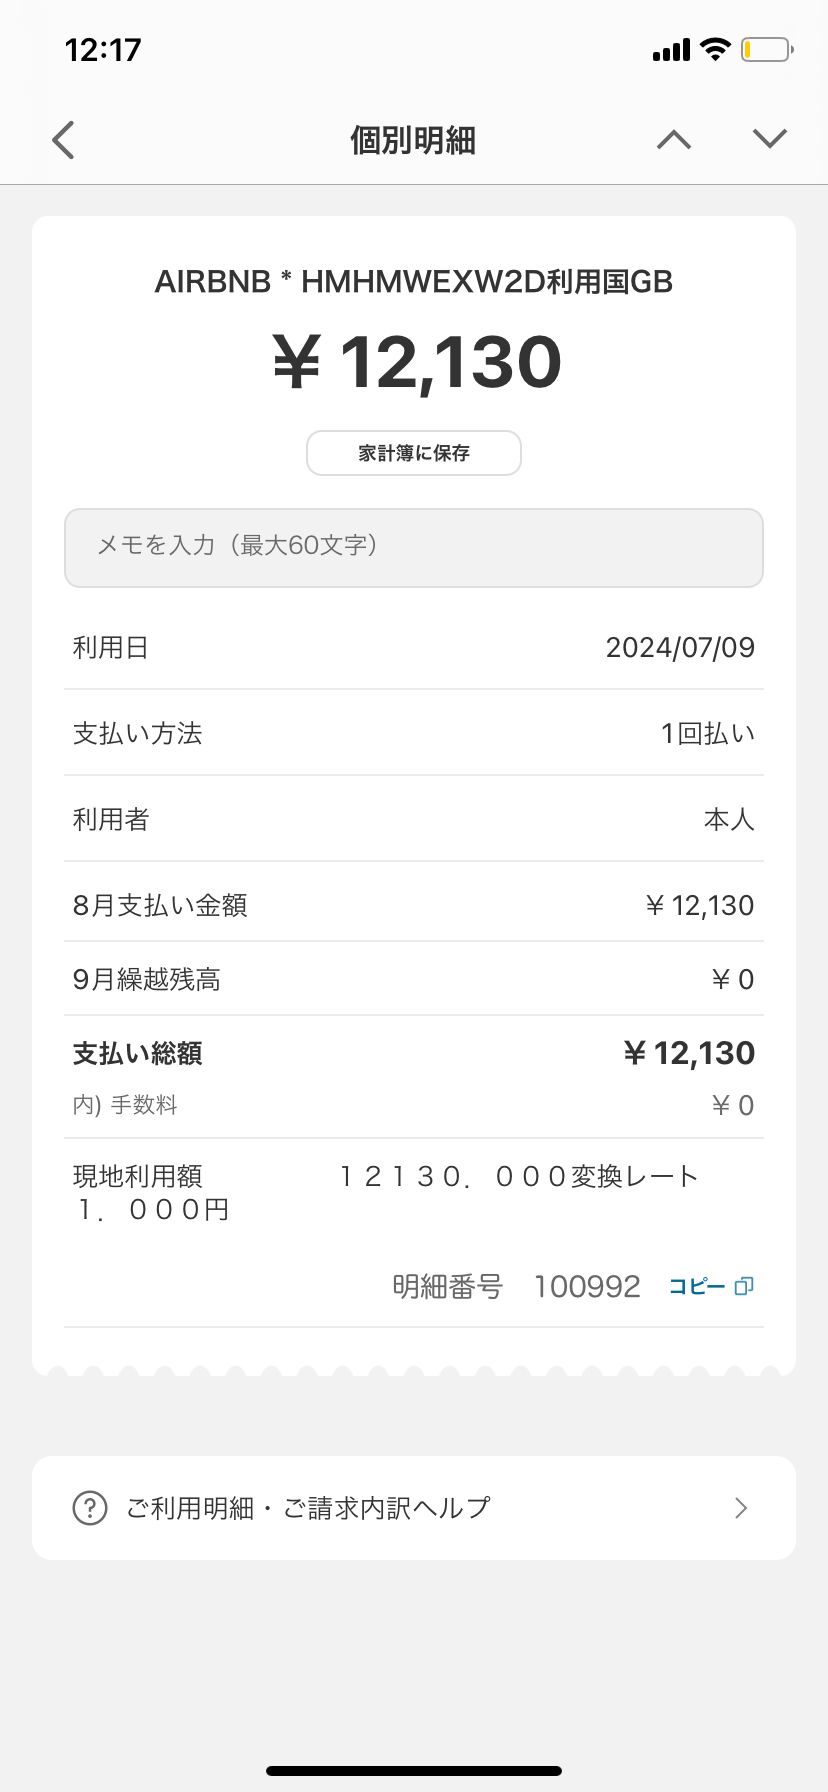 12:17
個別明細
AIRBNB * HMHMWEXW2D利用国GB
¥ 12,130
家計簿に保存
メモを入力（最大60文字）
利用日 2024/07/09
支払い方法 1回払い
利用者 本人
8月支払い金額 ¥ 12,130
9月繰越残高 ¥ 0
支払い総額 ¥ 12,130
内) 手数料 ¥ 0
現地利用額 １２１３０．０００変換レート
１．０００円
明細番号 100992 コピー
ご利用明細・ご請求内訳ヘルプ